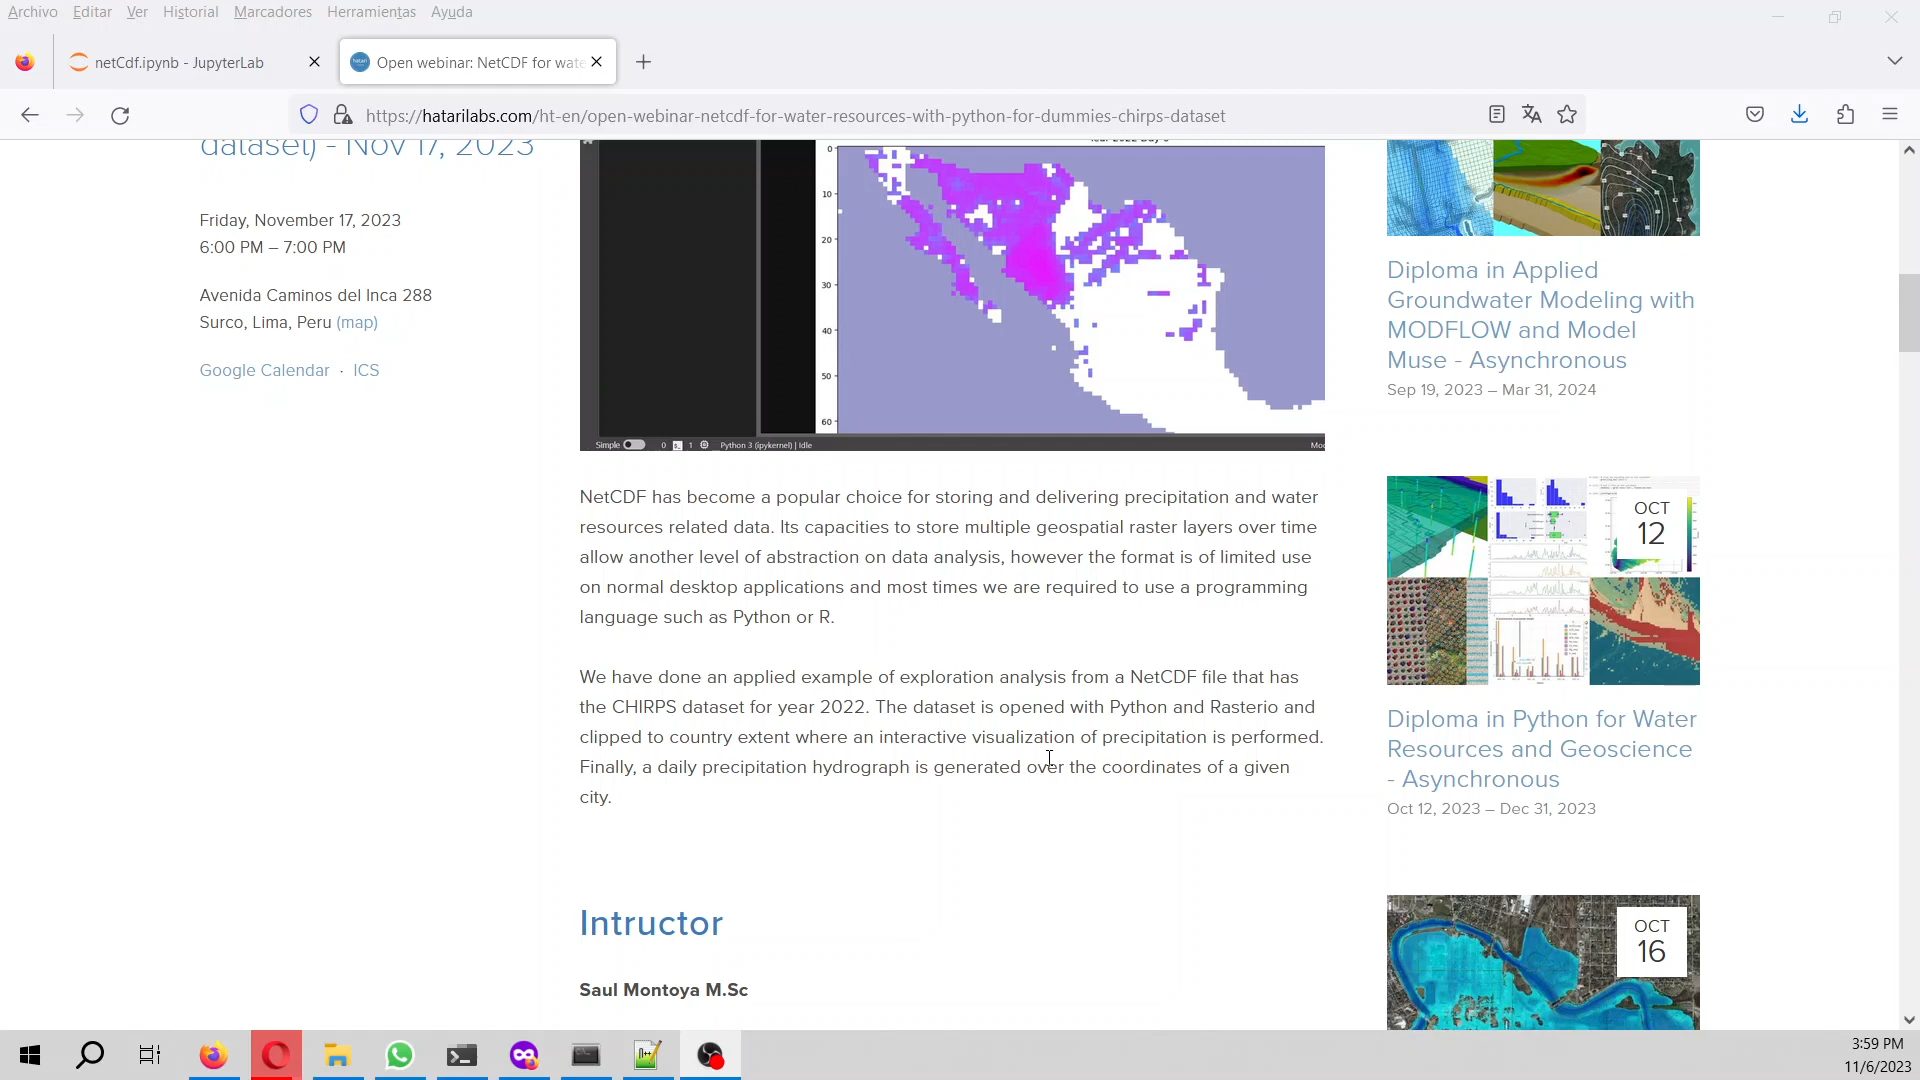 Archivo Editar Ver Historial Marcadores Herramientas Ayuda
netCdf.ipynb - JupyterLab
Open webinar: NetCDF for wate
https://hatarilabs.com/ht-en/open-webinar-netcdf-for-water-resources-with-python-for-dummies-chirps-dataset
dataset) - Nov 17, 2023
Friday, November 17, 2023
6:00 PM – 7:00 PM
Avenida Caminos del Inca 288
Surco, Lima, Peru (map)
Google Calendar · ICS
0
10
20
30
40
50
60
Simple 0 1 Python 3 (ipykernel) | Idle
NetCDF has become a popular choice for storing and delivering precipitation and water
resources related data. Its capacities to store multiple geospatial raster layers over time
allow another level of abstraction on data analysis, however the format is of limited use
on normal desktop applications and most times we are required to use a programming
language such as Python or R.
We have done an applied example of exploration analysis from a NetCDF file that has
the CHIRPS dataset for year 2022. The dataset is opened with Python and Rasterio and
clipped to country extent where an interactive visualization of precipitation is performed.
Finally, a daily precipitation hydrograph is generated over the coordinates of a given
city.
Intructor
Saul Montoya M.Sc
Diploma in Applied
Groundwater Modeling with
MODFLOW and Model
Muse - Asynchronous
Sep 19, 2023 – Mar 31, 2024
OCT
12
Diploma in Python for Water
Resources and Geoscience
- Asynchronous
Oct 12, 2023 – Dec 31, 2023
OCT
16
3:59 PM
11/6/2023